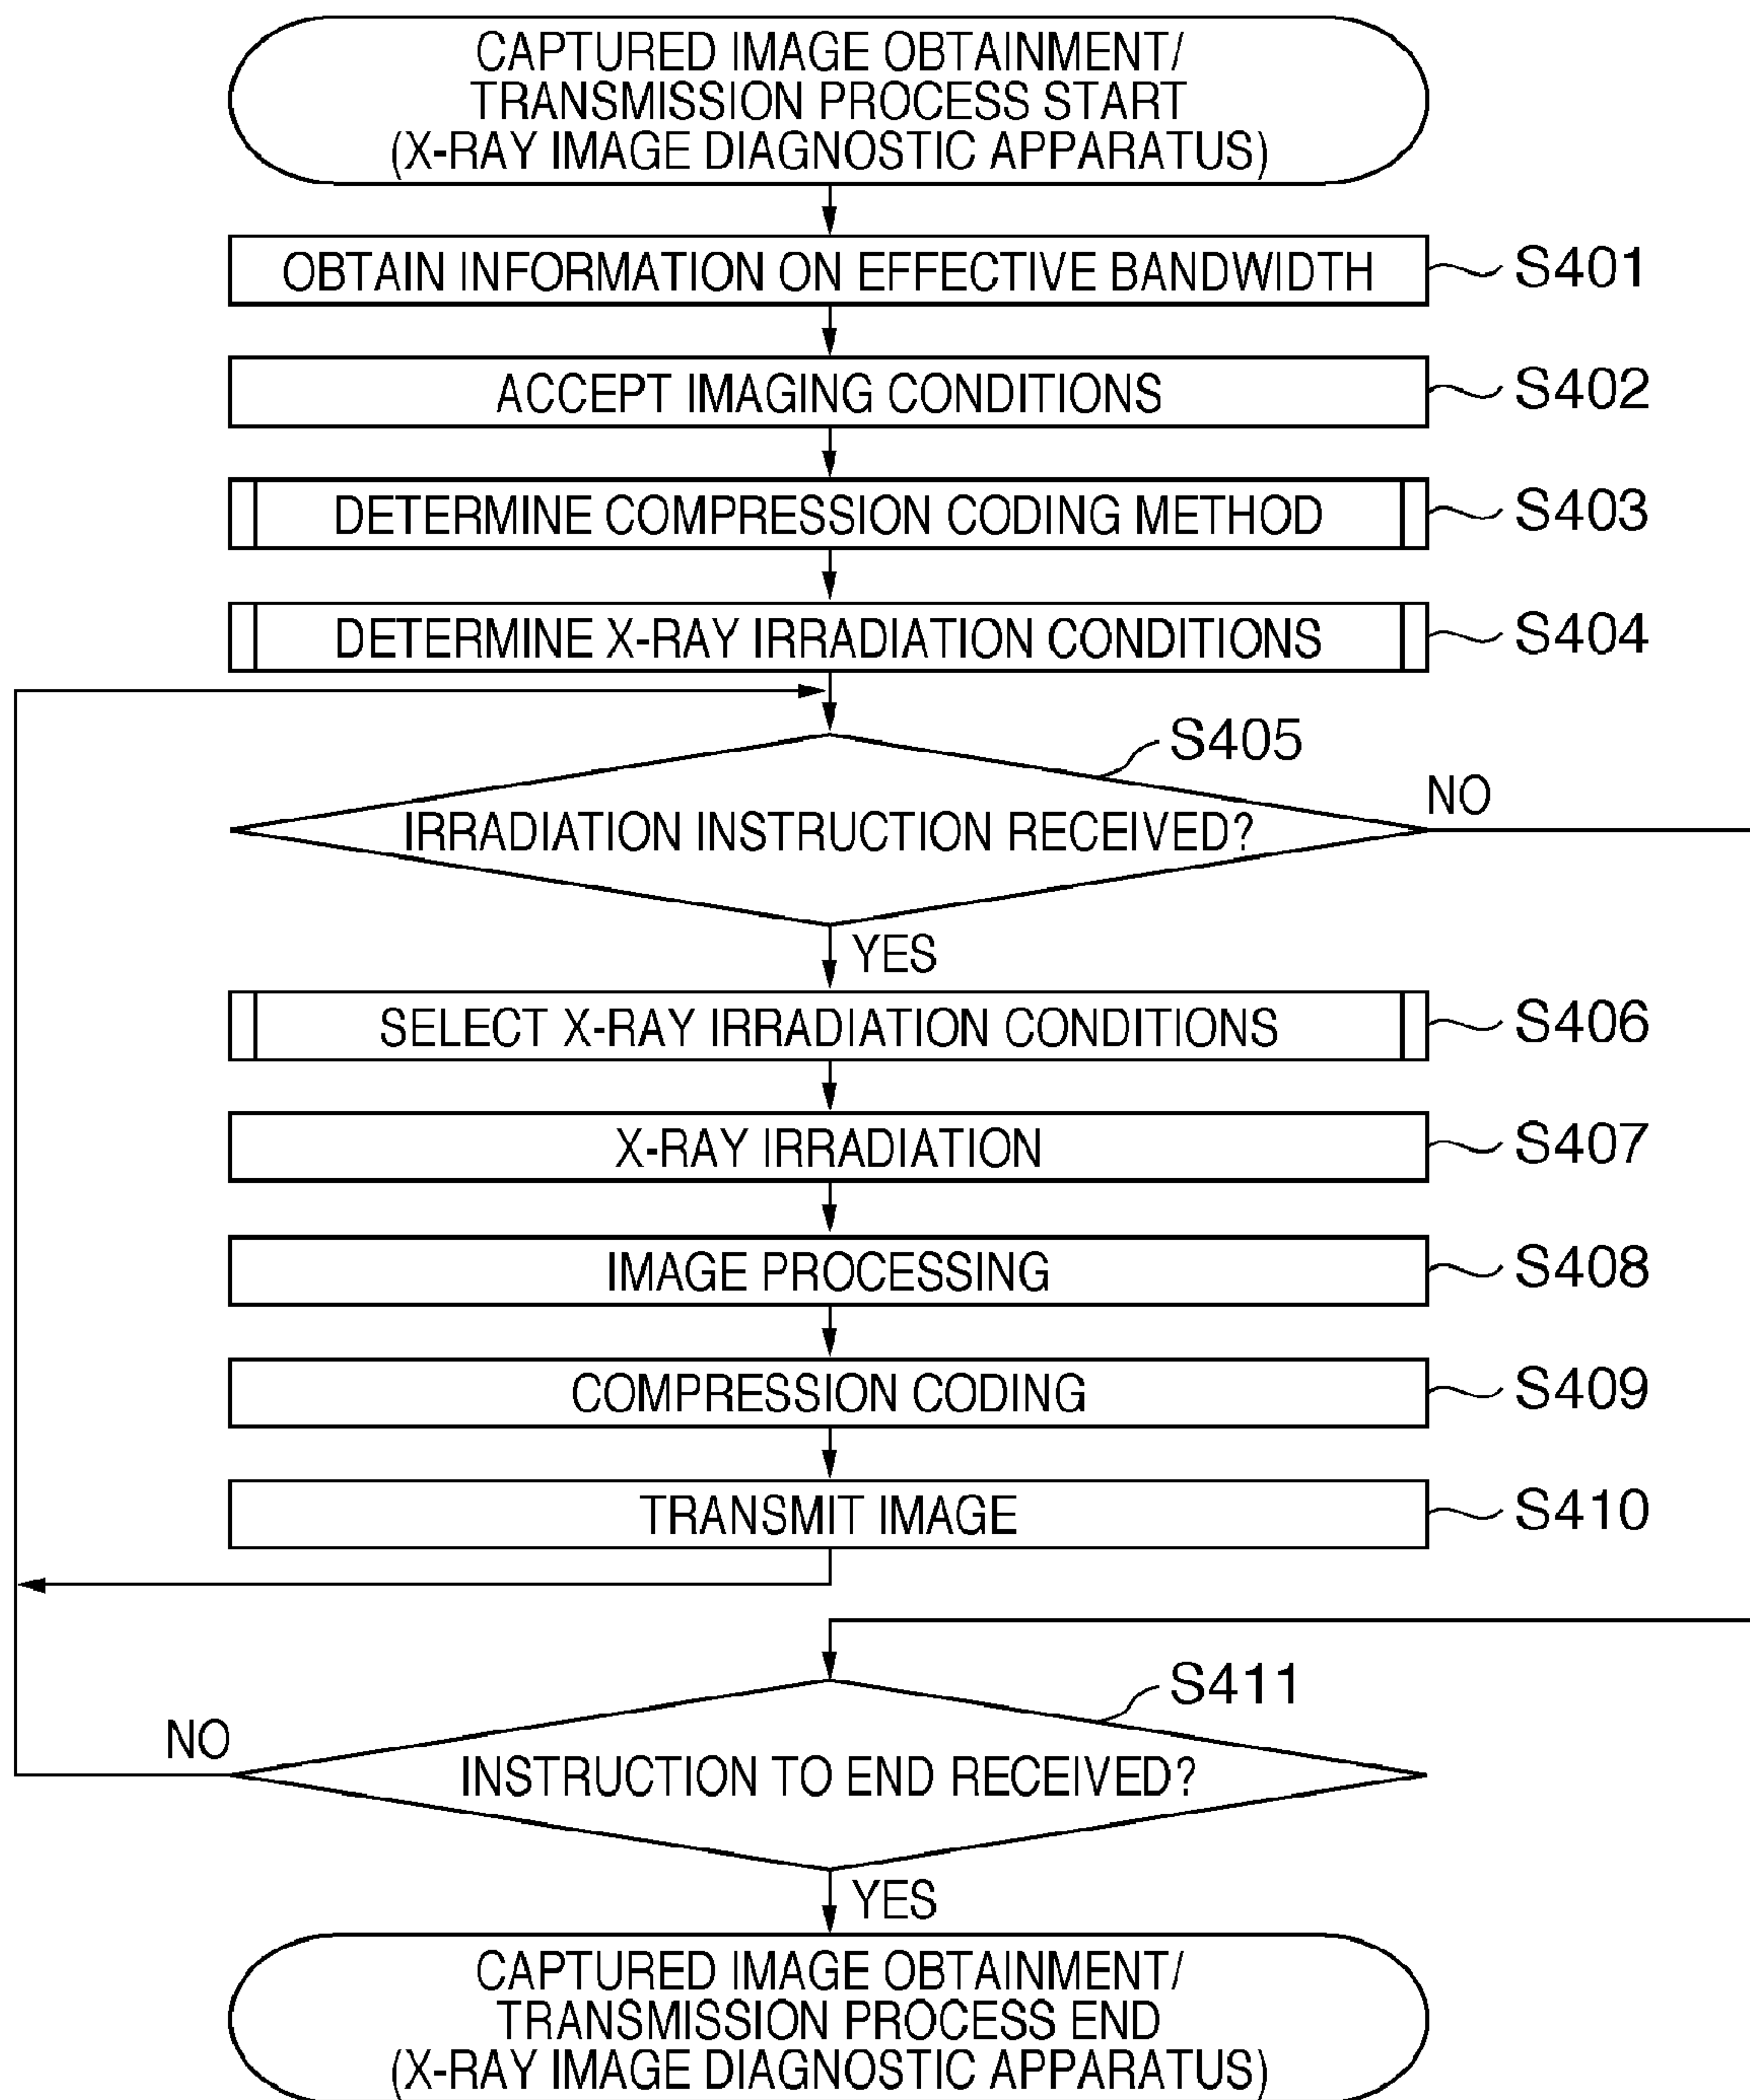 CAPTURED IMAGE OBTAINMENT/
TRANSMISSION PROCESS START
(X-RAY IMAGE DIAGNOSTIC APPARATUS)
OBTAIN INFORMATION ON EFFECTIVE BANDWIDTH
S401
ACCEPT IMAGING CONDITIONS
S402
DETERMINE COMPRESSION CODING METHOD
S403
DETERMINE X-RAY IRRADIATION CONDITIONS
S404
S405
NO
IRRADIATION INSTRUCTION RECEIVED?
YES
SELECT X-RAY IRRADIATION CONDITIONS
S406
X-RAY IRRADIATION
S407
IMAGE PROCESSING
S408
COMPRESSION CODING
S409
TRANSMIT IMAGE
S410
S411
NO
INSTRUCTION TO END RECEIVED?
YES
CAPTURED IMAGE OBTAINMENT/
TRANSMISSION PROCESS END
(X-RAY IMAGE DIAGNOSTIC APPARATUS)